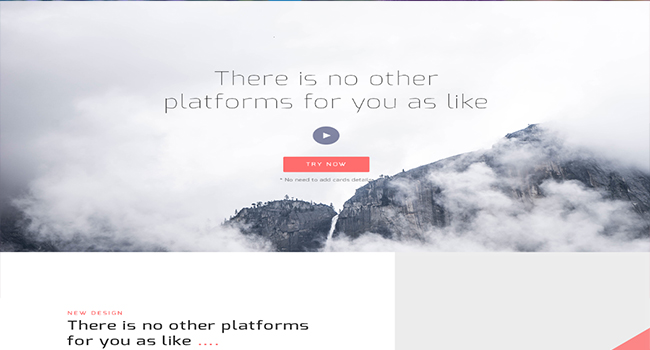 There is no other
platforms for you as like
TRY NOW
* No need to add cards details
NEW DESIGN
There is no other platforms
for you as like ....